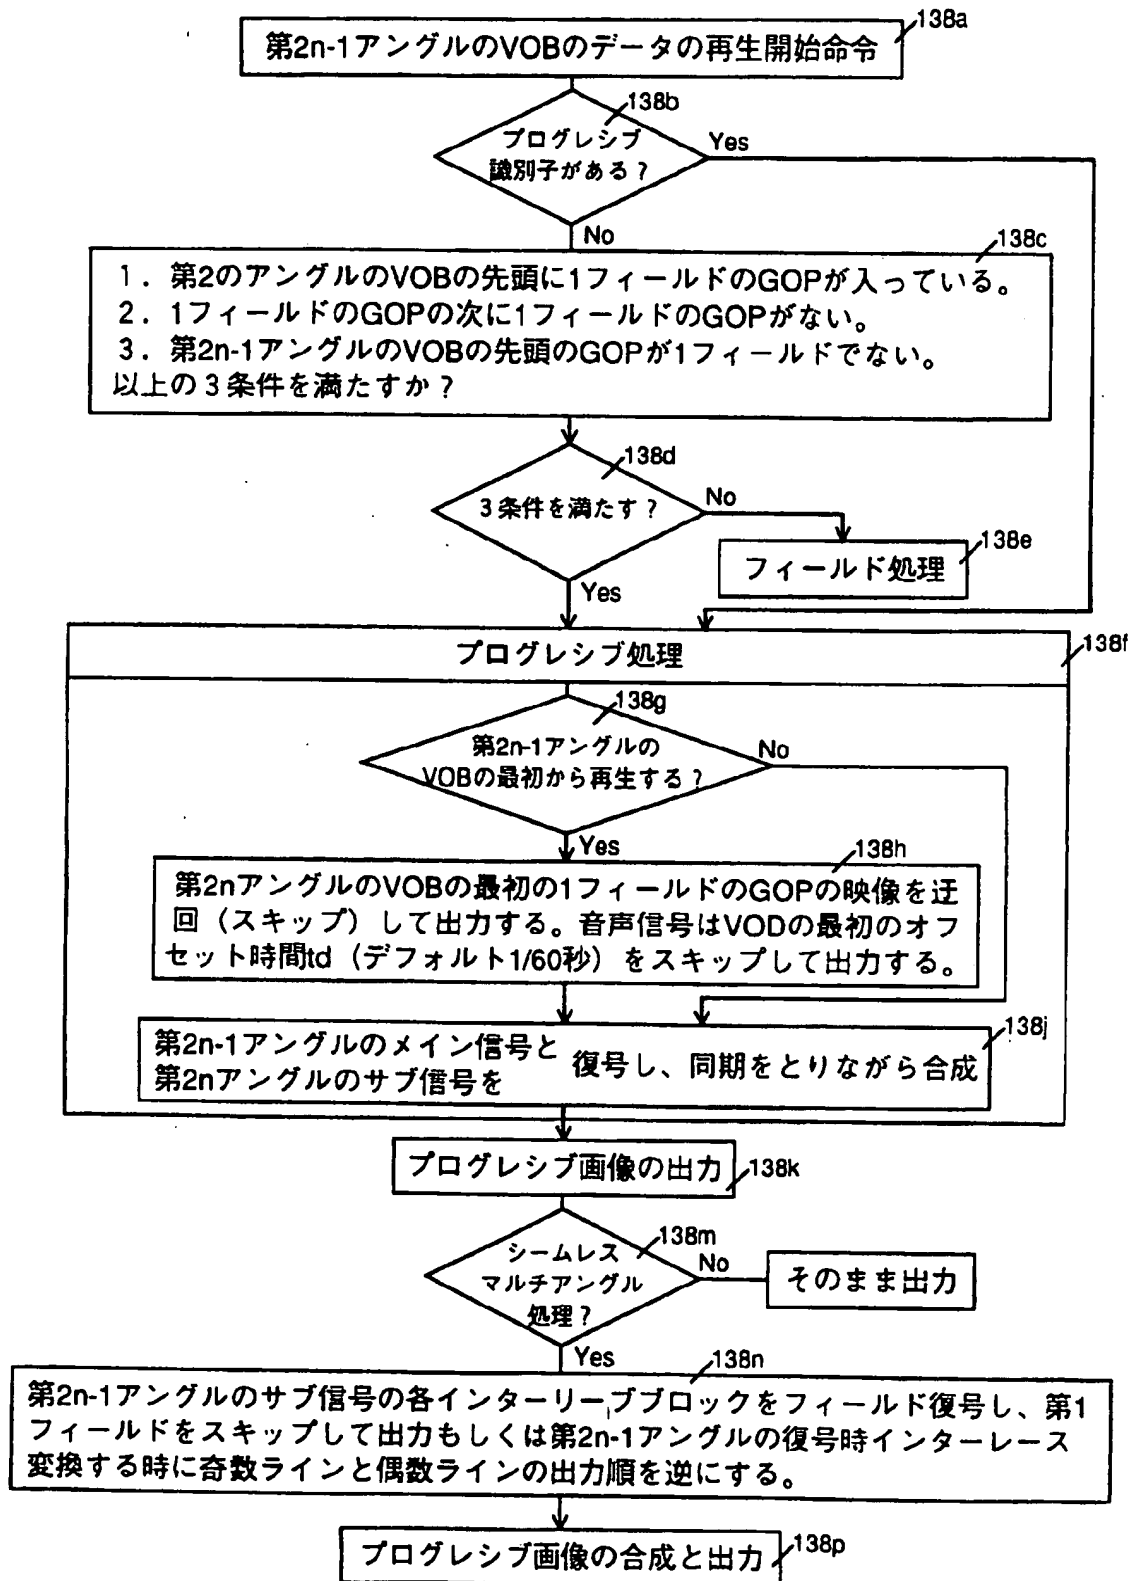 138a
第2n-1アングルのVOBのデータの再生開始命令
138b
プログレシブ
識別子がある？
Yes
No
138c
1．第2のアングルのVOBの先頭に1フィールドのGOPが入っている。
2．1フィールドのGOPの次に1フィールドのGOPがない。
3．第2n-1アングルのVOBの先頭のGOPが1フィールドでない。
以上の3条件を満たすか？
138d
3条件を満たす？
No
138e
フィールド処理
Yes
プログレシブ処理
138f
138g
第2n-1アングルの
VOBの最初から再生する？
No
Yes
138h
第2nアングルのVOBの最初の1フィールドのGOPの映像を迂
回（スキップ）して出力する。音声信号はVODの最初のオフ
セット時間td（デフォルト1/60秒）をスキップして出力する。
138j
第2n-1アングルのメイン信号と
第2nアングルのサブ信号を
復号し、同期をとりながら合成
プログレシブ画像の出力
138k
138m
シームレス
マルチアングル
処理？
No
そのまま出力
Yes
138n
第2n-1アングルのサブ信号の各インターリーブブロックをフィールド復号し、第1
フィールドをスキップして出力もしくは第2n-1アングルの復号時インターレース
変換する時に奇数ラインと偶数ラインの出力順を逆にする。
プログレシブ画像の合成と出力
138p